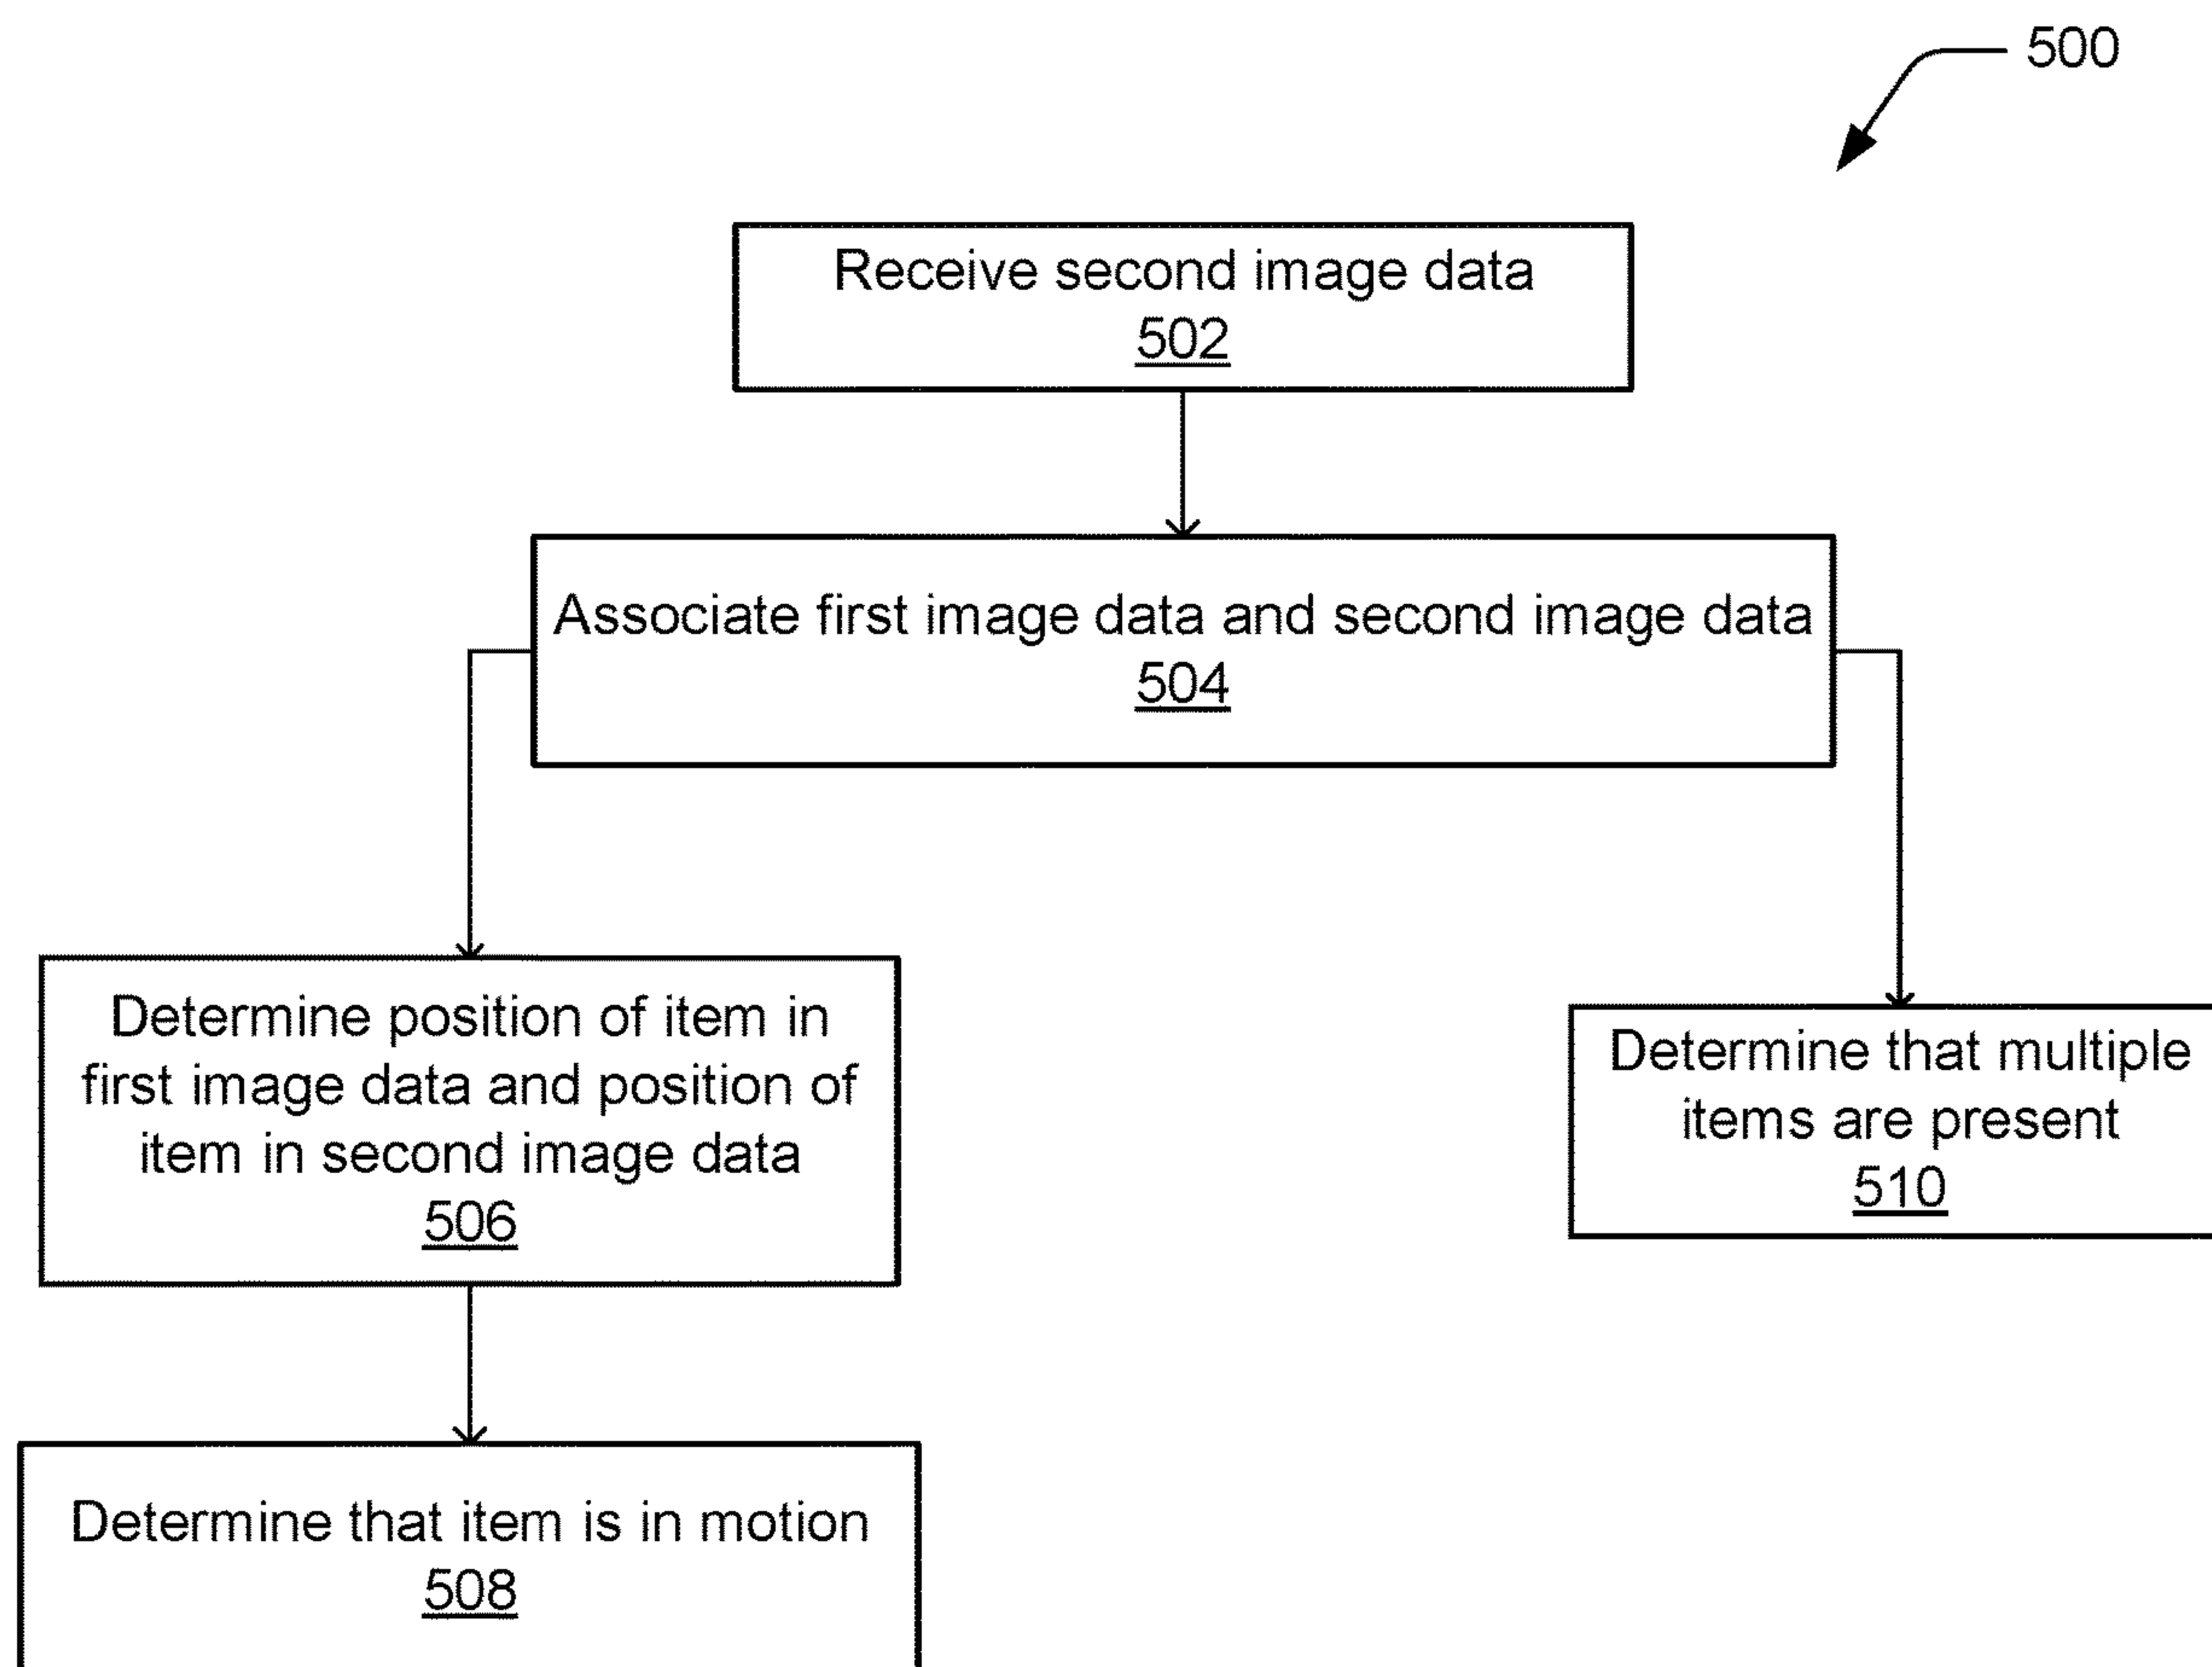 500
Receive second image data
502
Associate first image data and second image data
504
Determine position of item in
first image data and position of
item in second image data
506
Determine that multiple
items are present
510
Determine that item is in motion
508